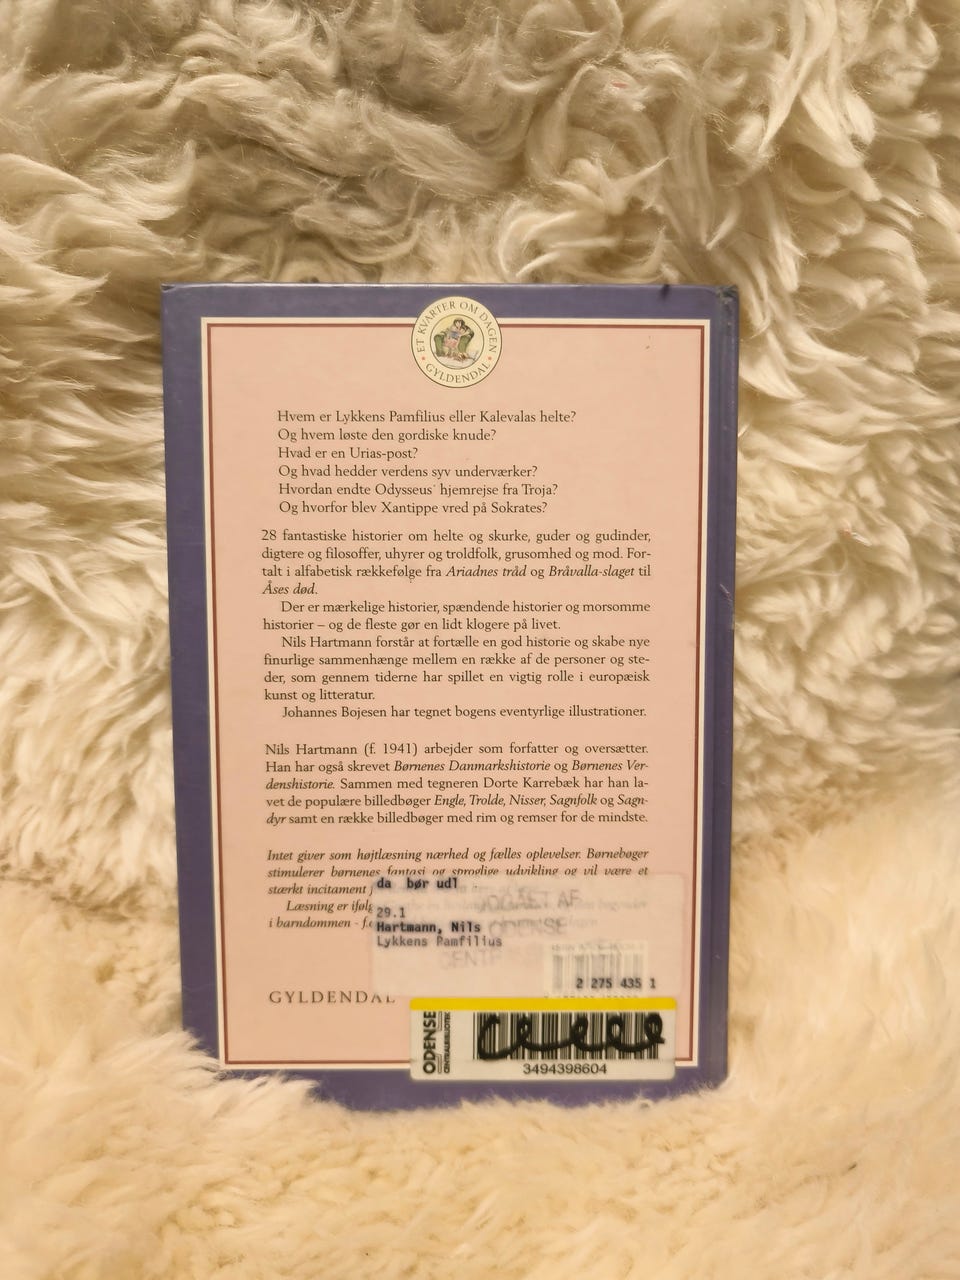 ET KVARTER OM DAGEN
GYLDENDAL
Hvem er Lykkens Pamfilius eller Kalevalas helte?
Og hvem løste den gordiske knude?
Hvad er en Urias-post?
Og hvad hedder verdens syv underværker?
Hvordan endte Odysseus' hjemrejse fra Troja?
Og hvorfor blev Xantippe vred på Sokrates?
28 fantastiske historier om helte og skurke, guder og gudinder,
digtere og filosoffer, uhyrer og troldfolk, grusomhed og mod. For-
talt i alfabetisk rækkefølge fra Ariadnes tråd og Bråvalla-slaget til
Åses død.
Der er mærkelige historier, spændende historier og morsomme
historier – og de fleste gør en lidt klogere på livet.
Nils Hartmann forstår at fortælle en god historie og skabe nye
finurlige sammenhænge mellem en række af de personer og ste-
der, som gennem tiderne har spillet en vigtig rolle i europæisk
kunst og litteratur.
Johannes Bojesen har tegnet bogens eventyrlige illustrationer.
Nils Hartmann (f. 1941) arbejder som forfatter og oversætter.
Han har også skrevet Børnenes Danmarkshistorie og Børnenes Ver-
denshistorie. Sammen med tegneren Dorte Karrebæk har han la-
vet de populære billedbøger Engle, Trolde, Nisser, Sagnfolk og Sagn-
dyr samt en række billedbøger med rim og remser for de mindste.
Intet giver som højtlæsning nærhed og fælles oplevelser. Børnebøger
stimulerer børnenes fantasi og sproglige udvikling og vil være et
stærkt incitament
Læsning er ifølg
i barndommen - f.
da bør udl
UDGÅET AF
29.1
Hartmann, Nils
ODENSE
Lykkens Pamfilius
2 275 435 1
GYLDENDAL
ODENSE
CENTRALBIBLIOTEK
3494398604